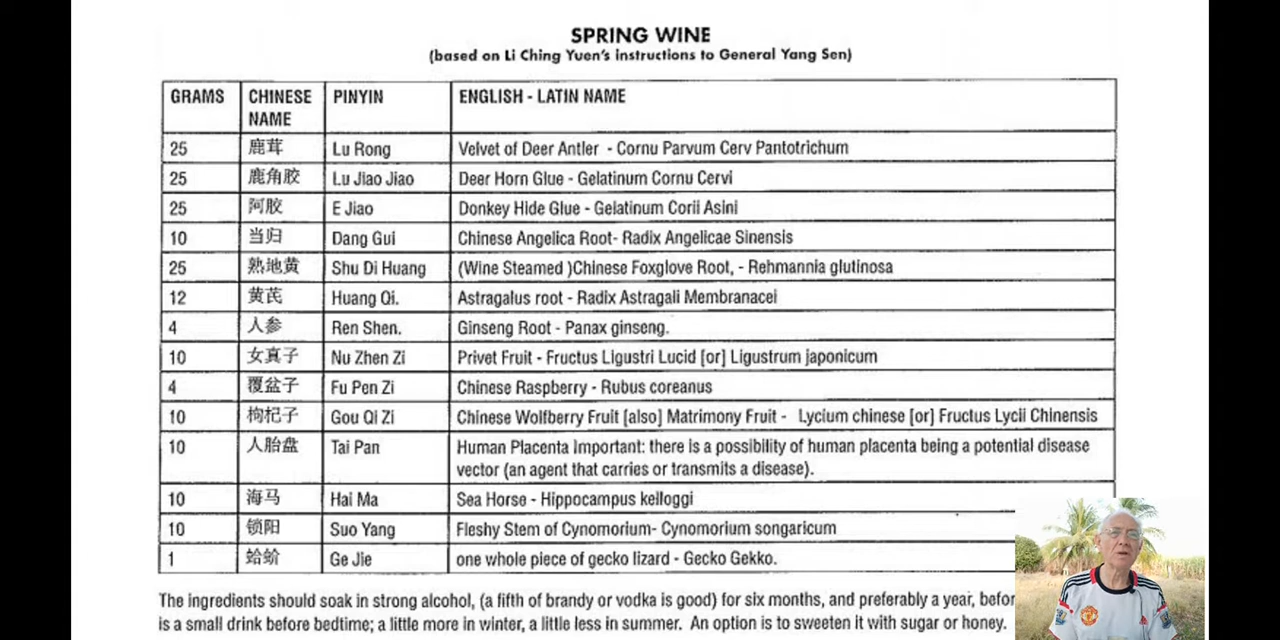 SPRING WINE
(based on Li Ching Yuen's instructions to General Yang Sen)
GRAMS CHINESE NAME PINYIN ENGLISH - LATIN NAME
25 鹿茸 Lu Rong Velvet of Deer Antler - Cornu Parvum Cerv Pantotrichum
25 鹿角胶 Lu Jiao Jiao Deer Horn Glue - Gelatinum Cornu Cervi
25 阿胶 E Jiao Donkey Hide Glue - Gelatinum Corii Asini
10 当归 Dang Gui Chinese Angelica Root- Radix Angelicae Sinensis
25 熟地黄 Shu Di Huang (Wine Steamed )Chinese Foxglove Root, - Rehmannia glutinosa
12 黄芪 Huang Qi. Astragalus root - Radix Astragali Membranacei
4 人参 Ren Shen. Ginseng Root - Panax ginseng.
10 女真子 Nu Zhen Zi Privet Fruit - Fructus Ligustri Lucid [or] Ligustrum japonicum
4 覆盆子 Fu Pen Zi Chinese Raspberry - Rubus coreanus
10 枸杞子 Gou Qi Zi Chinese Wolfberry Fruit [also] Matrimony Fruit - Lycium chinese [or] Fructus Lycii Chinensis
10 人胎盘 Tai Pan Human Placenta Important: there is a possibility of human placenta being a potential disease
vector (an agent that carries or transmits a disease).
10 海马 Hai Ma Sea Horse - Hippocampus kelloggi
10 锁阳 Suo Yang Fleshy Stem of Cynomorium- Cynomorium songaricum
1 蛤蚧 Ge Jie one whole piece of gecko lizard - Gecko Gekko.
The ingredients should soak in strong alcohol, (a fifth of brandy or vodka is good) for six months, and preferably a year,
is a small drink before bedtime; a little more in winter, a little less in summer. An option is to sweeten it with sugar or honey.